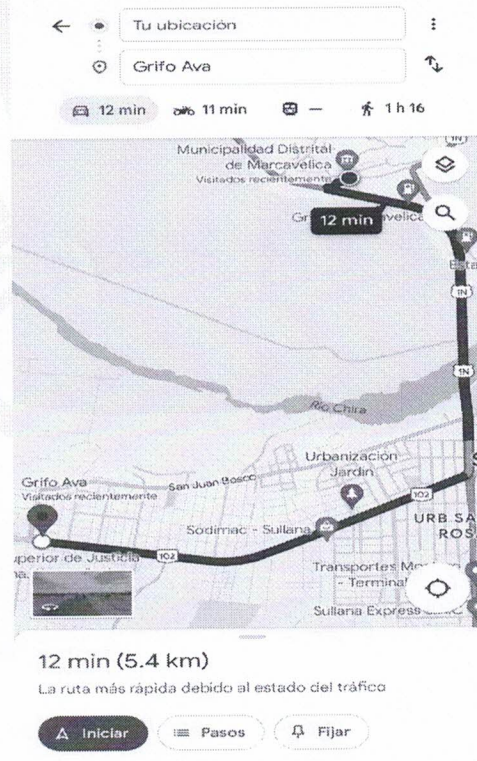 Tu ubicación
Grifo Ava
12 min
11 min
—
1 h 16
1N
Municipalidad Distrital
de Marcavelica
Visitados recientemente
12 min
1N
1N
Río Chira
Urbanización
Jardin
Grifo Ava
Visitados recientemente
San Juan Bosco
102
Sodimac - Sullana
URB SA
ROS
102
Transportes
- Terminal
Sullana Express
12 min (5.4 km)
La ruta más rápida debido al estado del tráfico
Iniciar
Pasos
Fijar